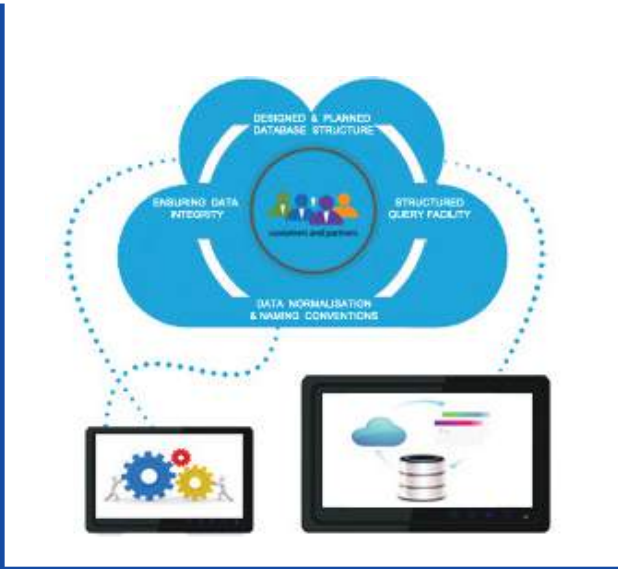 DESIGNED & PLANNED
DATABASE STRUCTURE
ENSURING DATA
INTEGRITY
STRUCTURED
QUERY FACILITY
customers and partners
DATA NORMALISATION
& NAMING CONVENTIONS